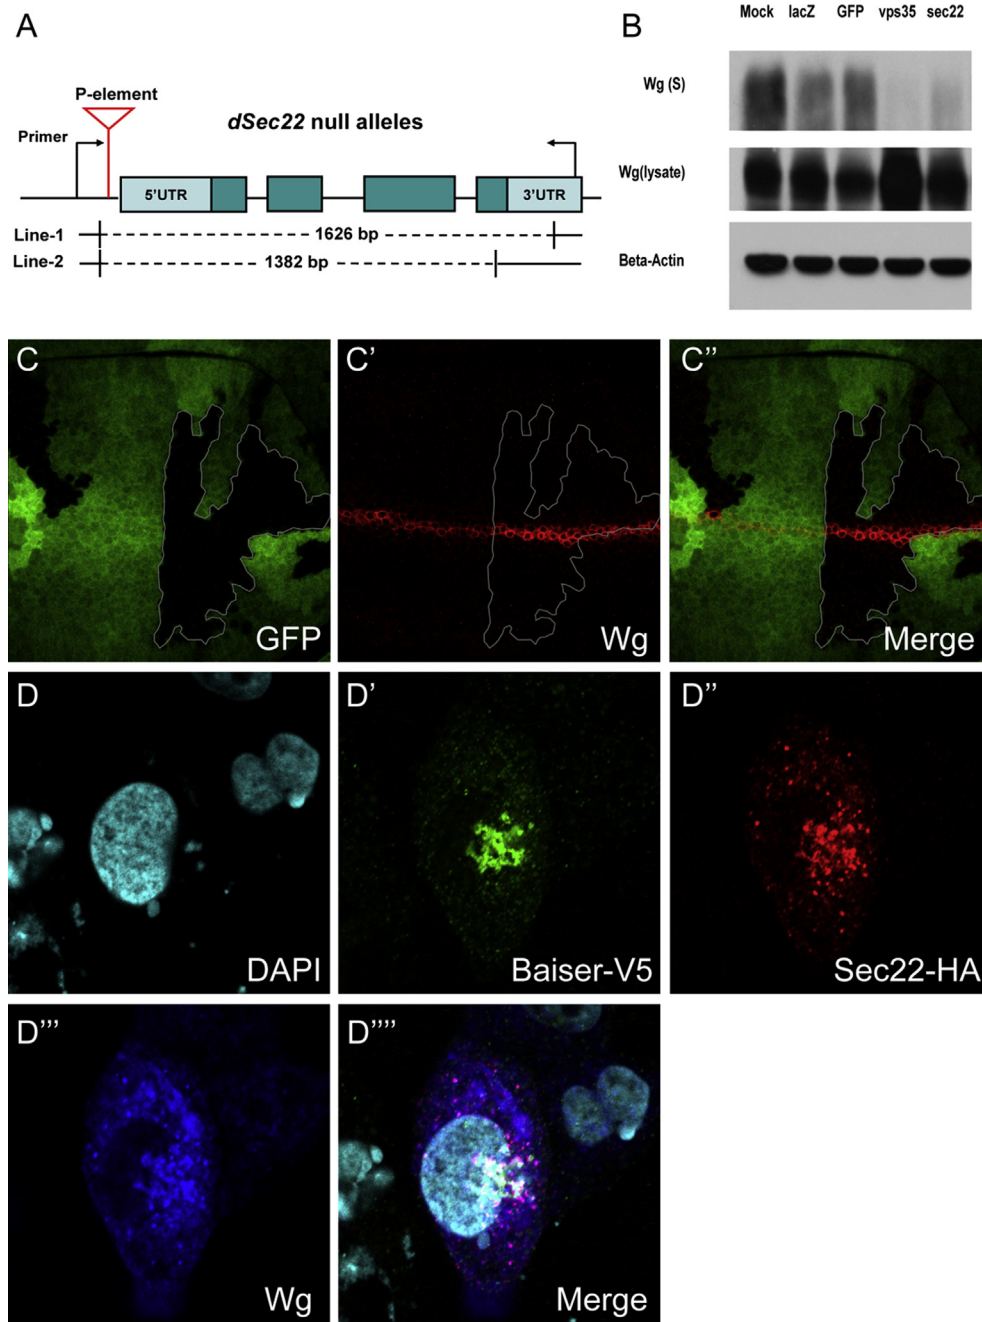 A
P-element
Primer
dSec22 null alleles
5'UTR
3'UTR
Line-1
1626 bp
Line-2
1382 bp
B
Mock lacZ GFP vps35 sec22
Wg (S)
Wg(lysate)
Beta-Actin
C
GFP
C'
Wg
C''
Merge
D
DAPI
D'
Baiser-V5
D''
Sec22-HA
D'''
Wg
D''''
Merge